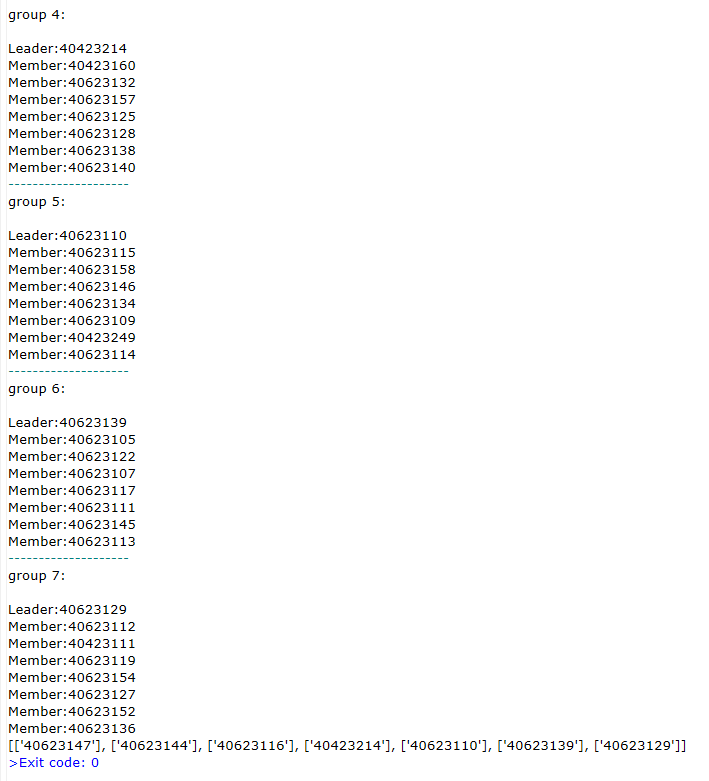 group 4:
Leader:40423214
Member:40423160
Member:40623132
Member:40623157
Member:40623125
Member:40623128
Member:40623138
Member:40623140
--------------------
group 5:
Leader:40623110
Member:40623115
Member:40623158
Member:40623146
Member:40623134
Member:40623109
Member:40423249
Member:40623114
--------------------
group 6:
Leader:40623139
Member:40623105
Member:40623122
Member:40623107
Member:40623117
Member:40623111
Member:40623145
Member:40623113
--------------------
group 7:
Leader:40623129
Member:40623112
Member:40423111
Member:40623119
Member:40623154
Member:40623127
Member:40623152
Member:40623136
[['40623147'], ['40623144'], ['40623116'], ['40423214'], ['40623110'], ['40623139'], ['40623129']]
>Exit code: 0